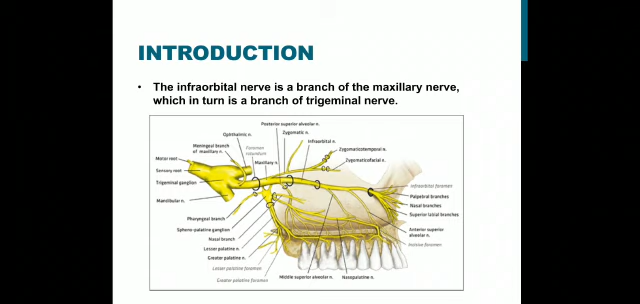 INTRODUCTION
• The infraorbital nerve is a branch of the maxillary nerve,
which in turn is a branch of trigeminal nerve.
Posterior superior alveolar n.
Ophthalmic n.
Zygomatic n.
Meningeal branch
of maxillary n.
Foramen
rotundum
Infraorbital n.
Zygomaticotemporal n.
Motor root
Maxillary n.
Zygomaticofacial n.
Sensory root
Trigeminal ganglion
Infraorbital foramen
Palpebral branches
Mandibular n.
Nasal branches
Superior labial branches
Pharyngeal branch
Spheno-palatine ganglion
Anterior superior
alveolar n.
Nasal branch
Incisive foramen
Lesser palatine n.
Greater palatine n.
Lesser palatine foramen
Greater palatine foramen
Middle superior alveolar n.
Nasopalatine n.